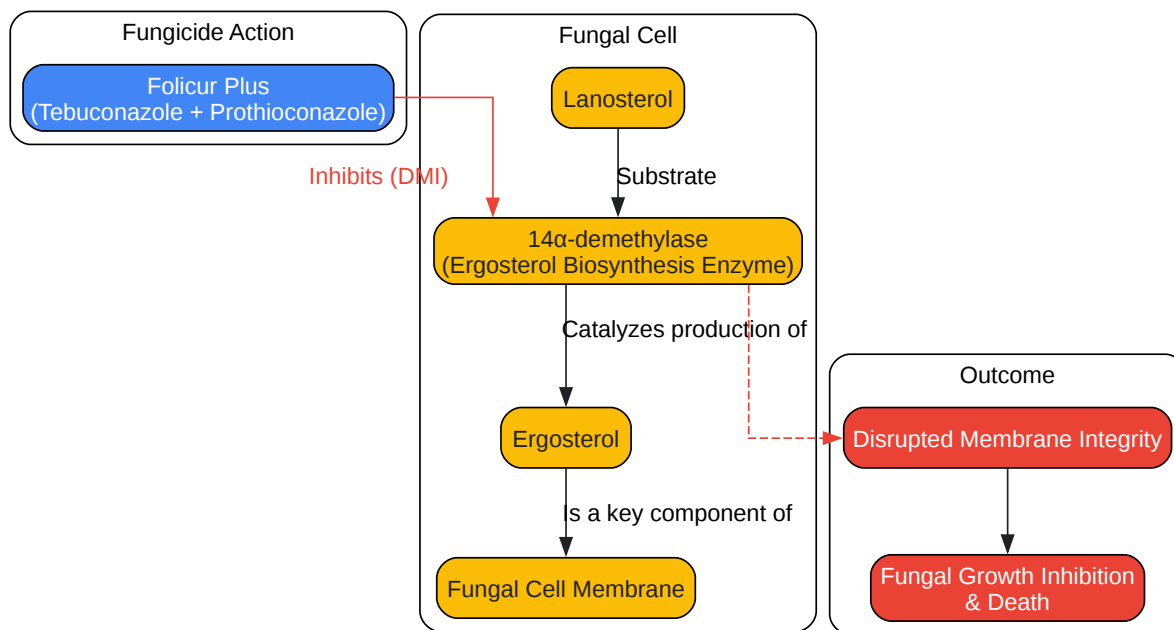 Fungicide Action
Folicur Plus
(Tebuconazole + Prothioconazole)
Inhibits (DMI)
Fungal Cell
Lanosterol
Substrate
14α-demethylase
(Ergosterol Biosynthesis Enzyme)
Catalyzes production of
Ergosterol
Is a key component of
Fungal Cell Membrane
Outcome
Disrupted Membrane Integrity
Fungal Growth Inhibition
& Death